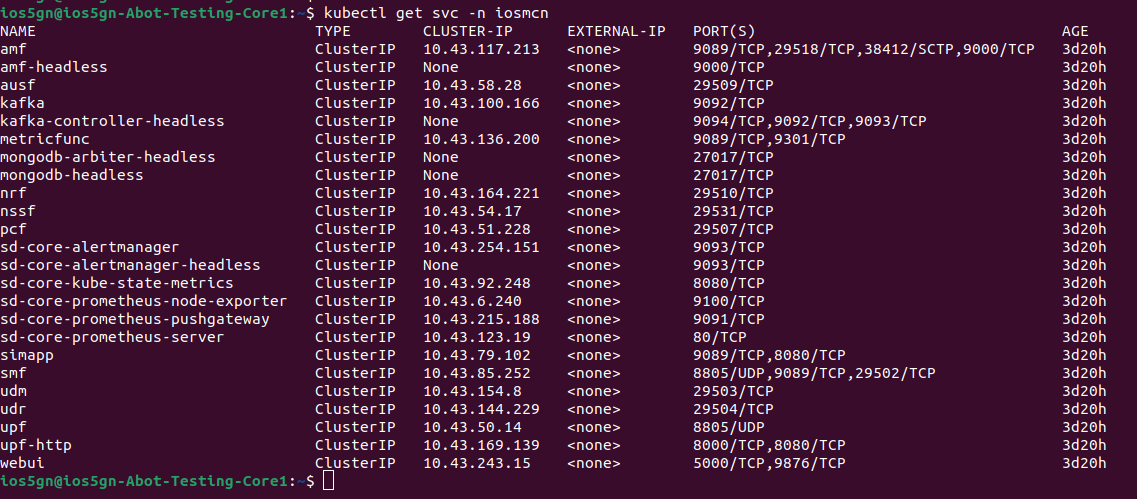 ios5gn@ios5gn-Abot-Testing-Core1:~$ kubectl get svc -n iosmcn
NAME TYPE CLUSTER-IP EXTERNAL-IP PORT(S) AGE
amf ClusterIP 10.43.117.213 <none> 9089/TCP,29518/TCP,38412/SCTP,9000/TCP 3d20h
amf-headless ClusterIP None <none> 9000/TCP 3d20h
ausf ClusterIP 10.43.58.28 <none> 29509/TCP 3d20h
kafka ClusterIP 10.43.100.166 <none> 9092/TCP 3d20h
kafka-controller-headless ClusterIP None <none> 9094/TCP,9092/TCP,9093/TCP 3d20h
metricfunc ClusterIP 10.43.136.200 <none> 9089/TCP,9301/TCP 3d20h
mongodb-arbiter-headless ClusterIP None <none> 27017/TCP 3d20h
mongodb-headless ClusterIP None <none> 27017/TCP 3d20h
nrf ClusterIP 10.43.164.221 <none> 29510/TCP 3d20h
nssf ClusterIP 10.43.54.17 <none> 29531/TCP 3d20h
pcf ClusterIP 10.43.51.228 <none> 29507/TCP 3d20h
sd-core-alertmanager ClusterIP 10.43.254.151 <none> 9093/TCP 3d20h
sd-core-alertmanager-headless ClusterIP None <none> 9093/TCP 3d20h
sd-core-kube-state-metrics ClusterIP 10.43.92.248 <none> 8080/TCP 3d20h
sd-core-prometheus-node-exporter ClusterIP 10.43.6.240 <none> 9100/TCP 3d20h
sd-core-prometheus-pushgateway ClusterIP 10.43.215.188 <none> 9091/TCP 3d20h
sd-core-prometheus-server ClusterIP 10.43.123.19 <none> 80/TCP 3d20h
simapp ClusterIP 10.43.79.102 <none> 9089/TCP,8080/TCP 3d20h
smf ClusterIP 10.43.85.252 <none> 8805/UDP,9089/TCP,29502/TCP 3d20h
udm ClusterIP 10.43.154.8 <none> 29503/TCP 3d20h
udr ClusterIP 10.43.144.229 <none> 29504/TCP 3d20h
upf ClusterIP 10.43.50.14 <none> 8805/UDP 3d20h
upf-http ClusterIP 10.43.169.139 <none> 8000/TCP,8080/TCP 3d20h
webui ClusterIP 10.43.243.15 <none> 5000/TCP,9876/TCP 3d20h
ios5gn@ios5gn-Abot-Testing-Core1:~$